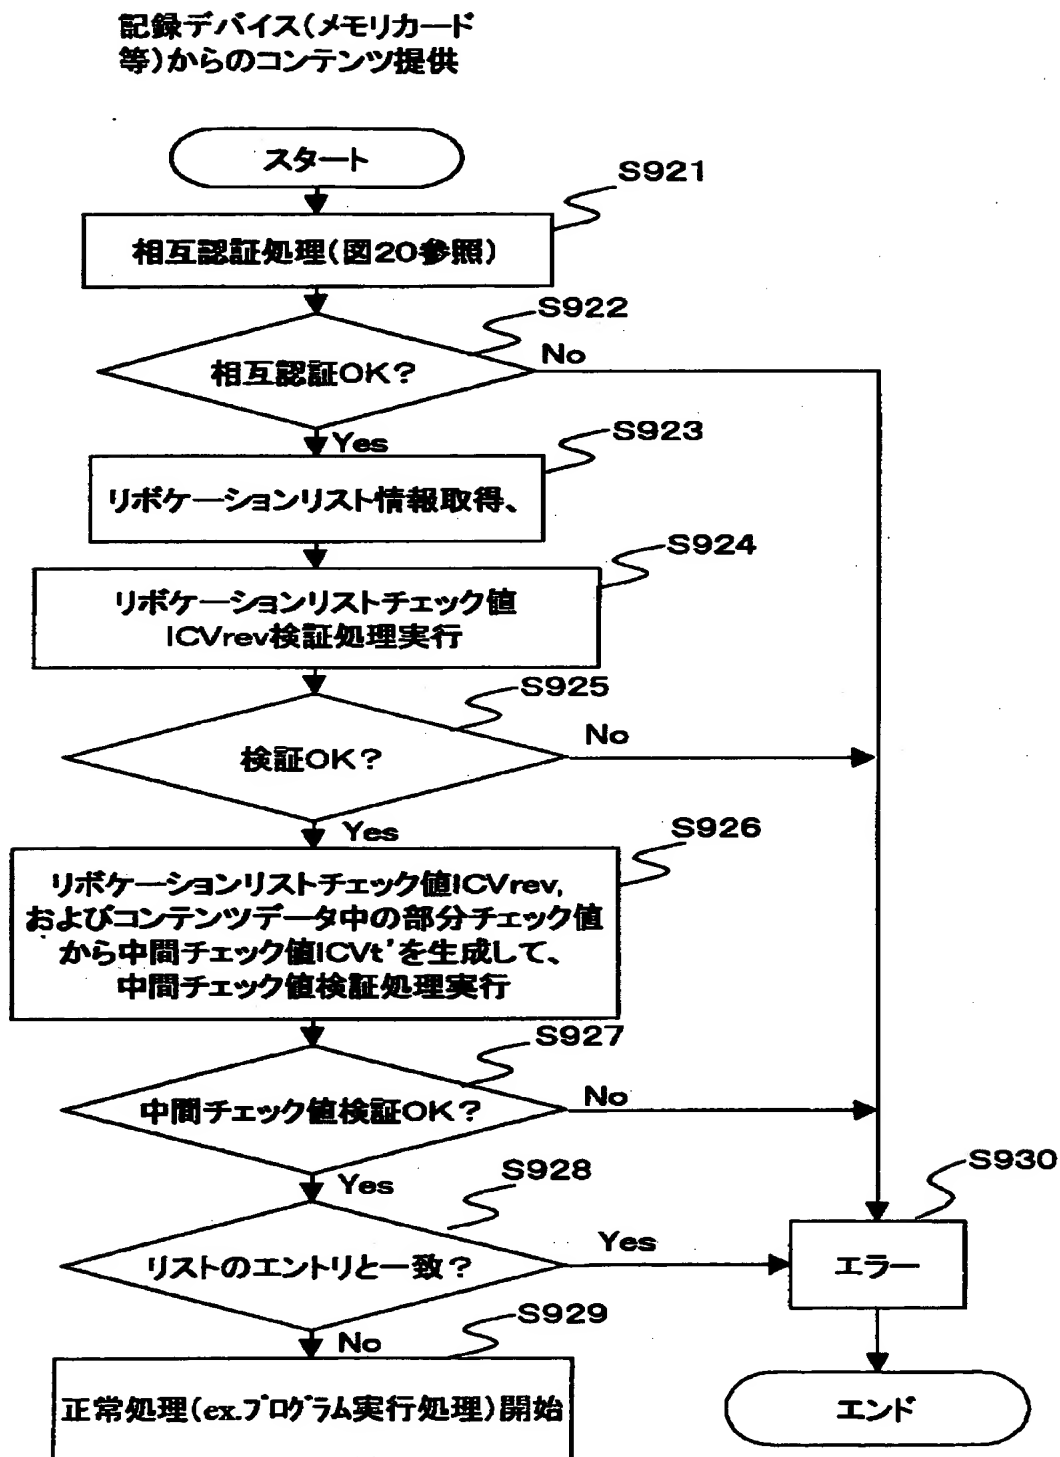 記録デバイス(メモリカード
等)からのコンテンツ提供
スタート
S921
相互認証処理(図20参照)
S922
相互認証OK?
No
Yes
S923
リボケーションリスト情報取得、
S924
リボケーションリストチェック値
ICVrev検証処理実行
S925
検証OK?
No
Yes
S926
リボケーションリストチェック値ICVrev,
およびコンテンツデータ中の部分チェック値
から中間チェック値ICVt'を生成して、
中間チェック値検証処理実行
S927
中間チェック値検証OK?
No
Yes
S928
リストのエントリと一致?
Yes
S930
エラー
No
S929
正常処理(ex.プログラム実行処理)開始
エンド